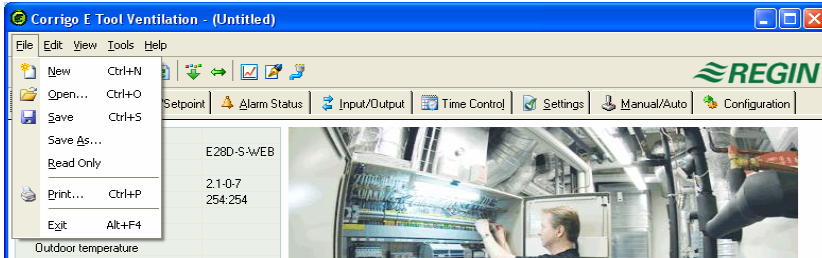 Corrigo E Tool Ventilation - (Untitled)
File Edit View Tools Help
New Ctrl+N
Open... Ctrl+O
Save Ctrl+S
Save As...
Read Only
Print... Ctrl+P
Exit Alt+F4
REGIN
/Setpoint Alarm Status Input/Output Time Control Settings Manual/Auto Configuration
E28D-S-WEB
2.1-0-7
254:254
Outdoor temperature